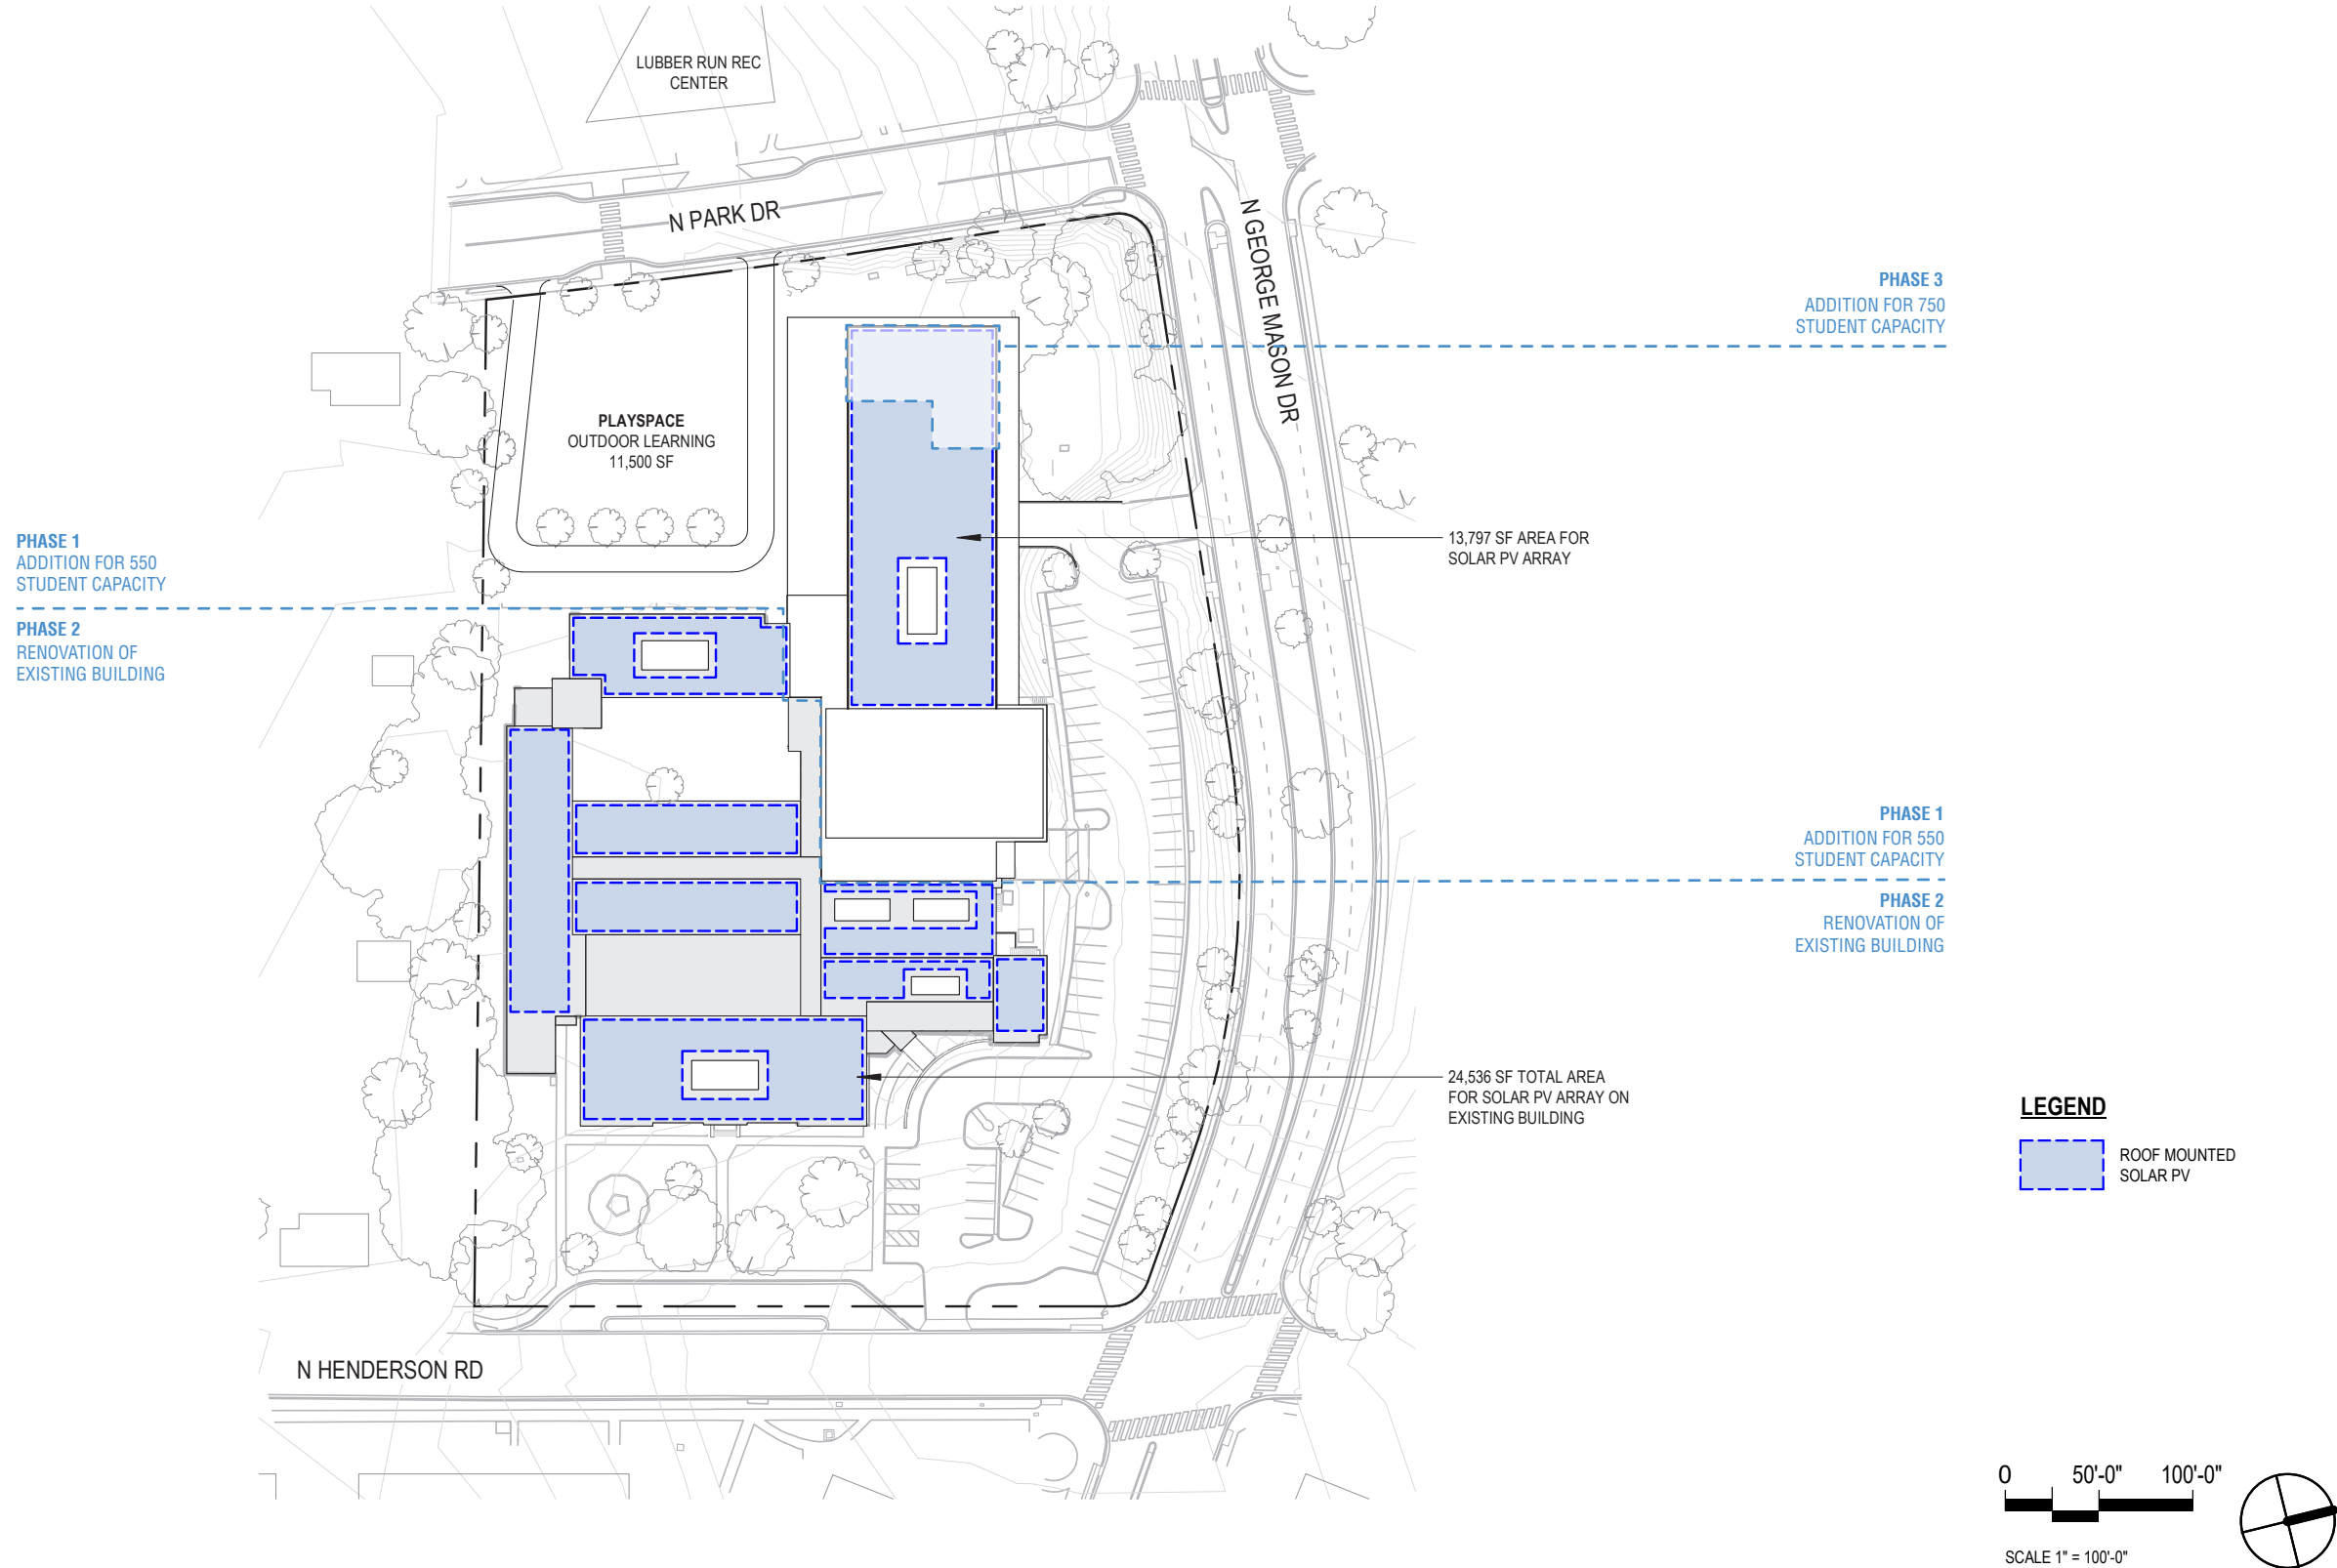 LUBBER RUN REC
CENTER
N PARK DR
N GEORGE MASON DR
PHASE 3
ADDITION FOR 750
STUDENT CAPACITY
PLAYSPACE
OUTDOOR LEARNING
11,500 SF
13,797 SF AREA FOR
SOLAR PV ARRAY
PHASE 1
ADDITION FOR 550
STUDENT CAPACITY
PHASE 2
RENOVATION OF
EXISTING BUILDING
PHASE 1
ADDITION FOR 550
STUDENT CAPACITY
PHASE 2
RENOVATION OF
EXISTING BUILDING
24,536 SF TOTAL AREA
FOR SOLAR PV ARRAY ON
EXISTING BUILDING
LEGEND
ROOF MOUNTED
SOLAR PV
N HENDERSON RD
0 50'-0" 100'-0"
SCALE 1" = 100'-0"